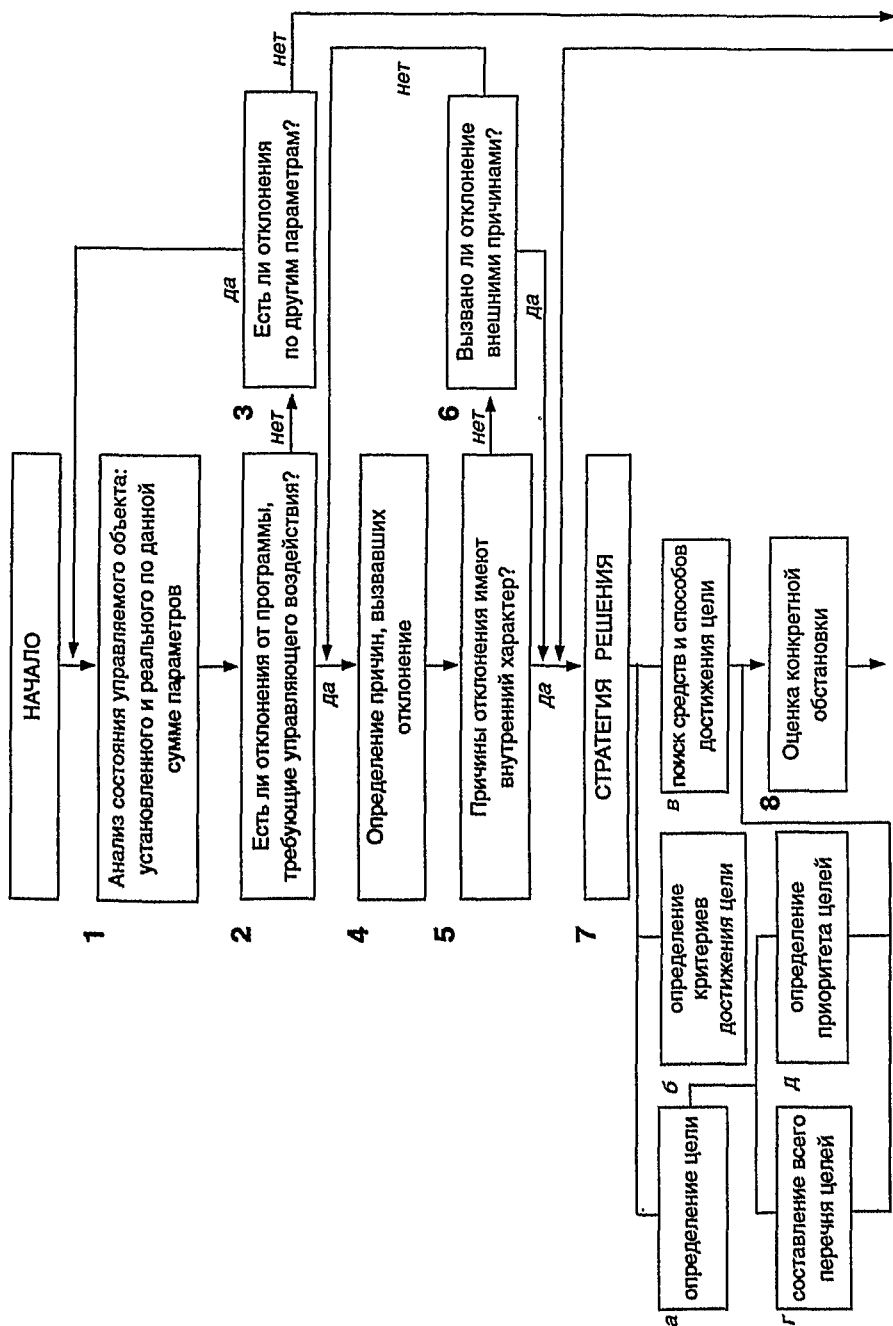 НАЧАЛО
1
Анализ состояния управляемого объекта:
установленного и реального по данной
сумме параметров
2
Есть ли отклонения от программы,
требующие управляющего воздействия?
нет
да
3
Есть ли отклонения
по другим параметрам?
да
нет
4
Определение причин, вызвавших
отклонение
5
Причины отклонения имеют
внутренний характер?
нет
да
6
Вызвано ли отклонение
внешними причинами?
нет
да
7
СТРАТЕГИЯ РЕШЕНИЯ
а
определение цели
б
определение
критериев
достижения цели
в
поиск средств и способов
достижения цели
г
составление всего
перечня целей
д
определение
приоритета целей
8
Оценка конкретной
обстановки